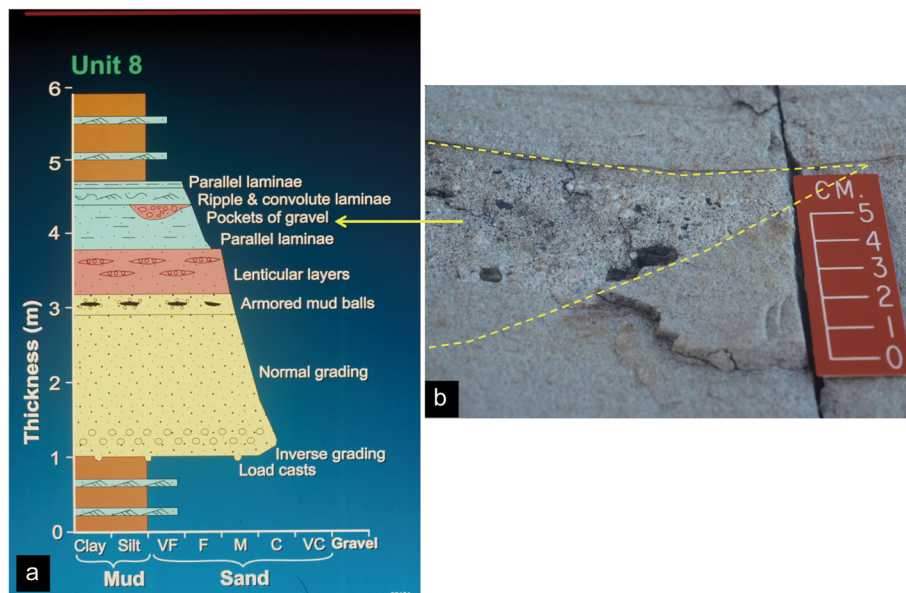 Unit 8
6
5
4
3
2
1
0
Thickness (m)
Parallel laminae
Ripple & convolute laminae
Pockets of gravel
Parallel laminae
Lenticular layers
Armored mud balls
Normal grading
Inverse grading
Load casts
Clay Silt VF F M C VC Gravel
Mud Sand
a
CM.
5
4
3
2
1
0
b